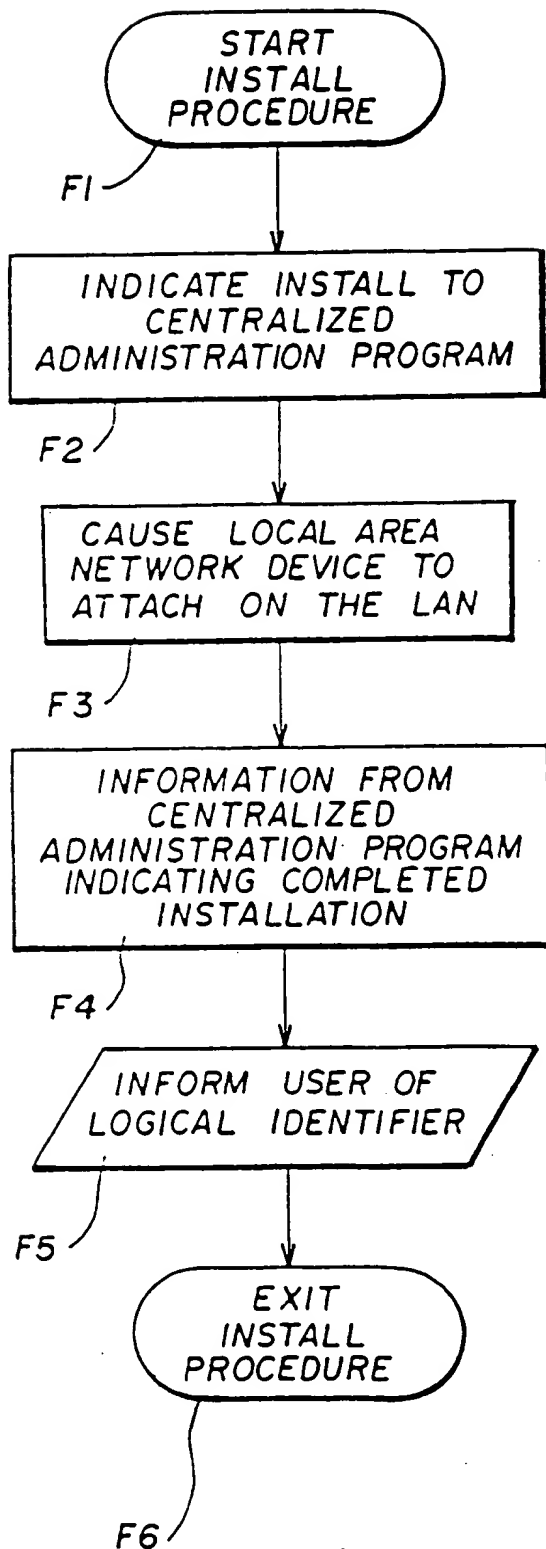 START
INSTALL
PROCEDURE
F1
INDICATE INSTALL TO
CENTRALIZED
ADMINISTRATION PROGRAM
F2
CAUSE LOCAL AREA
NETWORK DEVICE TO
ATTACH ON THE LAN
F3
INFORMATION FROM
CENTRALIZED
ADMINISTRATION PROGRAM
INDICATING COMPLETED
INSTALLATION
F4
INFORM USER OF
LOGICAL IDENTIFIER
F5
EXIT
INSTALL
PROCEDURE
F6